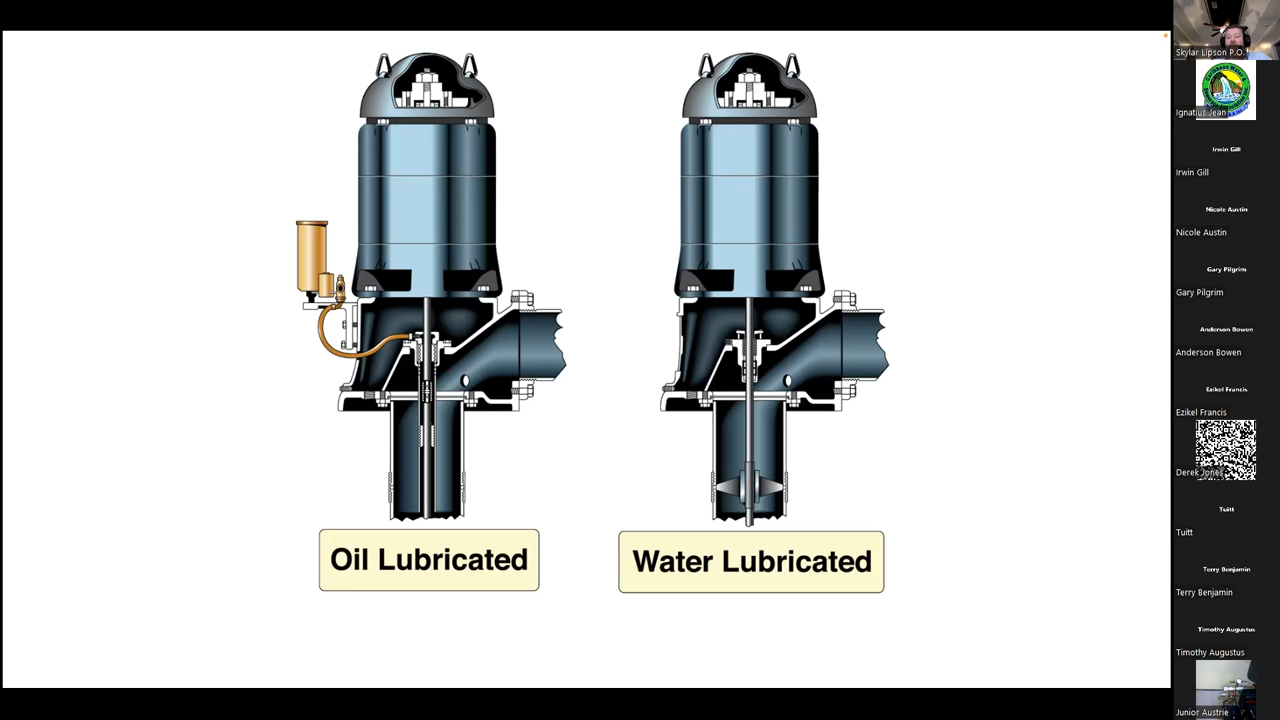 Oil Lubricated
Water Lubricated
Skylar Lipson P.O.
Ignatius Jean
Irwin Gill
Irwin Gill
Nicole Austin
Nicole Austin
Gary Pilgrim
Gary Pilgrim
Anderson Bowen
Anderson Bowen
Ezikel Francis
Ezikel Francis
Derek Jones
Tuitt
Tuitt
Terry Benjamin
Terry Benjamin
Timothy Augustus
Timothy Augustus
Junior Austrie